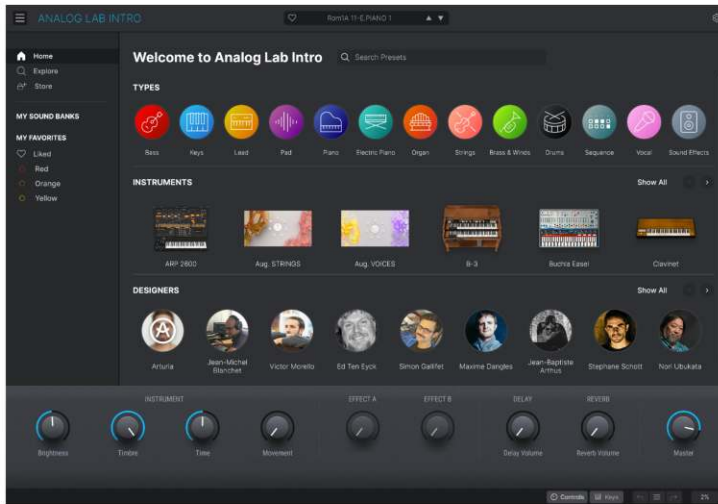 ANALOG LAB INTRO
Rom1A 11-E.PIANO 1
Home
Explore
Store
MY SOUND BANKS
MY FAVORITES
Liked
Red
Orange
Yellow
Welcome to Analog Lab Intro
Search Presets
TYPES
Bass Keys Lead Pad Piano Electric Piano Organ Strings Brass & Winds Drums Sequence Vocal Sound Effects
INSTRUMENTS Show All
ARP 2600 Aug. STRINGS Aug. VOICES B-3 Buchla Easel Clavinet
DESIGNERS Show All
Arturia Jean-Michel Blanchet Victor Morello Ed Ten Eyck Simon Gallifet Maxime Dangles Jean-Baptiste Arthus Stephane Schott Nori Ubukata
INSTRUMENT EFFECT A EFFECT B DELAY REVERB
Brightness Timbre Time Movement Delay Volume Reverb Volume Master
Controls Keys 2%